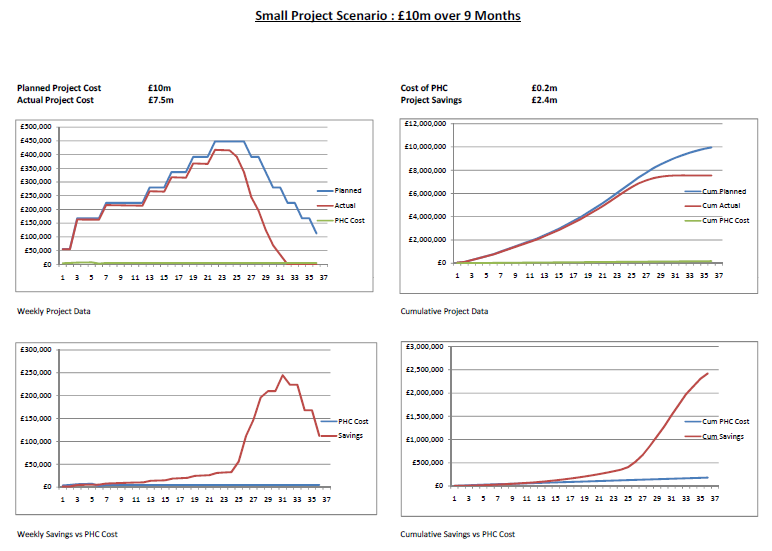 Small Project Scenario : £10m over 9 Months
Planned Project Cost £10m
Actual Project Cost £7.5m
Cost of PHC £0.2m
Project Savings £2.4m
£500,000
£450,000
£400,000
£350,000
£300,000
£250,000
£200,000
£150,000
£100,000
£50,000
£0
Planned
Actual
PHC Cost
1 3 5 7 9 11 13 15 17 19 21 23 25 27 29 31 33 35 37
Weekly Project Data
£12,000,000
£10,000,000
£8,000,000
£6,000,000
£4,000,000
£2,000,000
£0
Cum Planned
Cum Actual
Cum PHC Cost
1 3 5 7 9 11 13 15 17 19 21 23 25 27 29 31 33 35 37
Cumulative Project Data
£300,000
£250,000
£200,000
£150,000
£100,000
£50,000
£0
PHC Cost
Savings
1 3 5 7 9 11 13 15 17 19 21 23 25 27 29 31 33 35 37
Weekly Savings vs PHC Cost
£3,000,000
£2,500,000
£2,000,000
£1,500,000
£1,000,000
£500,000
£0
Cum PHC Cost
Cum Savings
1 3 5 7 9 11 13 15 17 19 21 23 25 27 29 31 33 35 37
Cumulative Savings vs PHC Cost